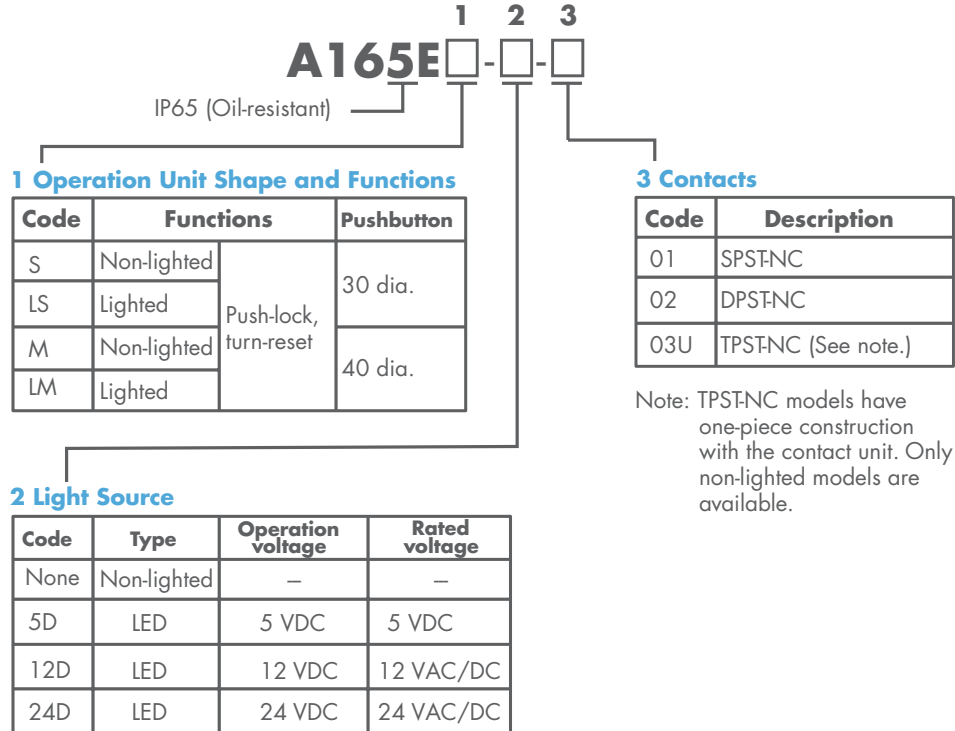 1 2 3
A165E□-□-□
IP65 (Oil-resistant)
1 Operation Unit Shape and Functions
Code Functions Pushbutton
S Non-lighted Push-lock, turn-reset 30 dia.
LS Lighted
M Non-lighted 40 dia.
LM Lighted
3 Contacts
Code Description
01 SPST-NC
02 DPST-NC
03U TPST-NC (See note.)
Note: TPST-NC models have
one-piece construction
with the contact unit. Only
non-lighted models are
available.
2 Light Source
Code Type Operation voltage Rated voltage
None Non-lighted – –
5D LED 5 VDC 5 VDC
12D LED 12 VDC 12 VAC/DC
24D LED 24 VDC 24 VAC/DC